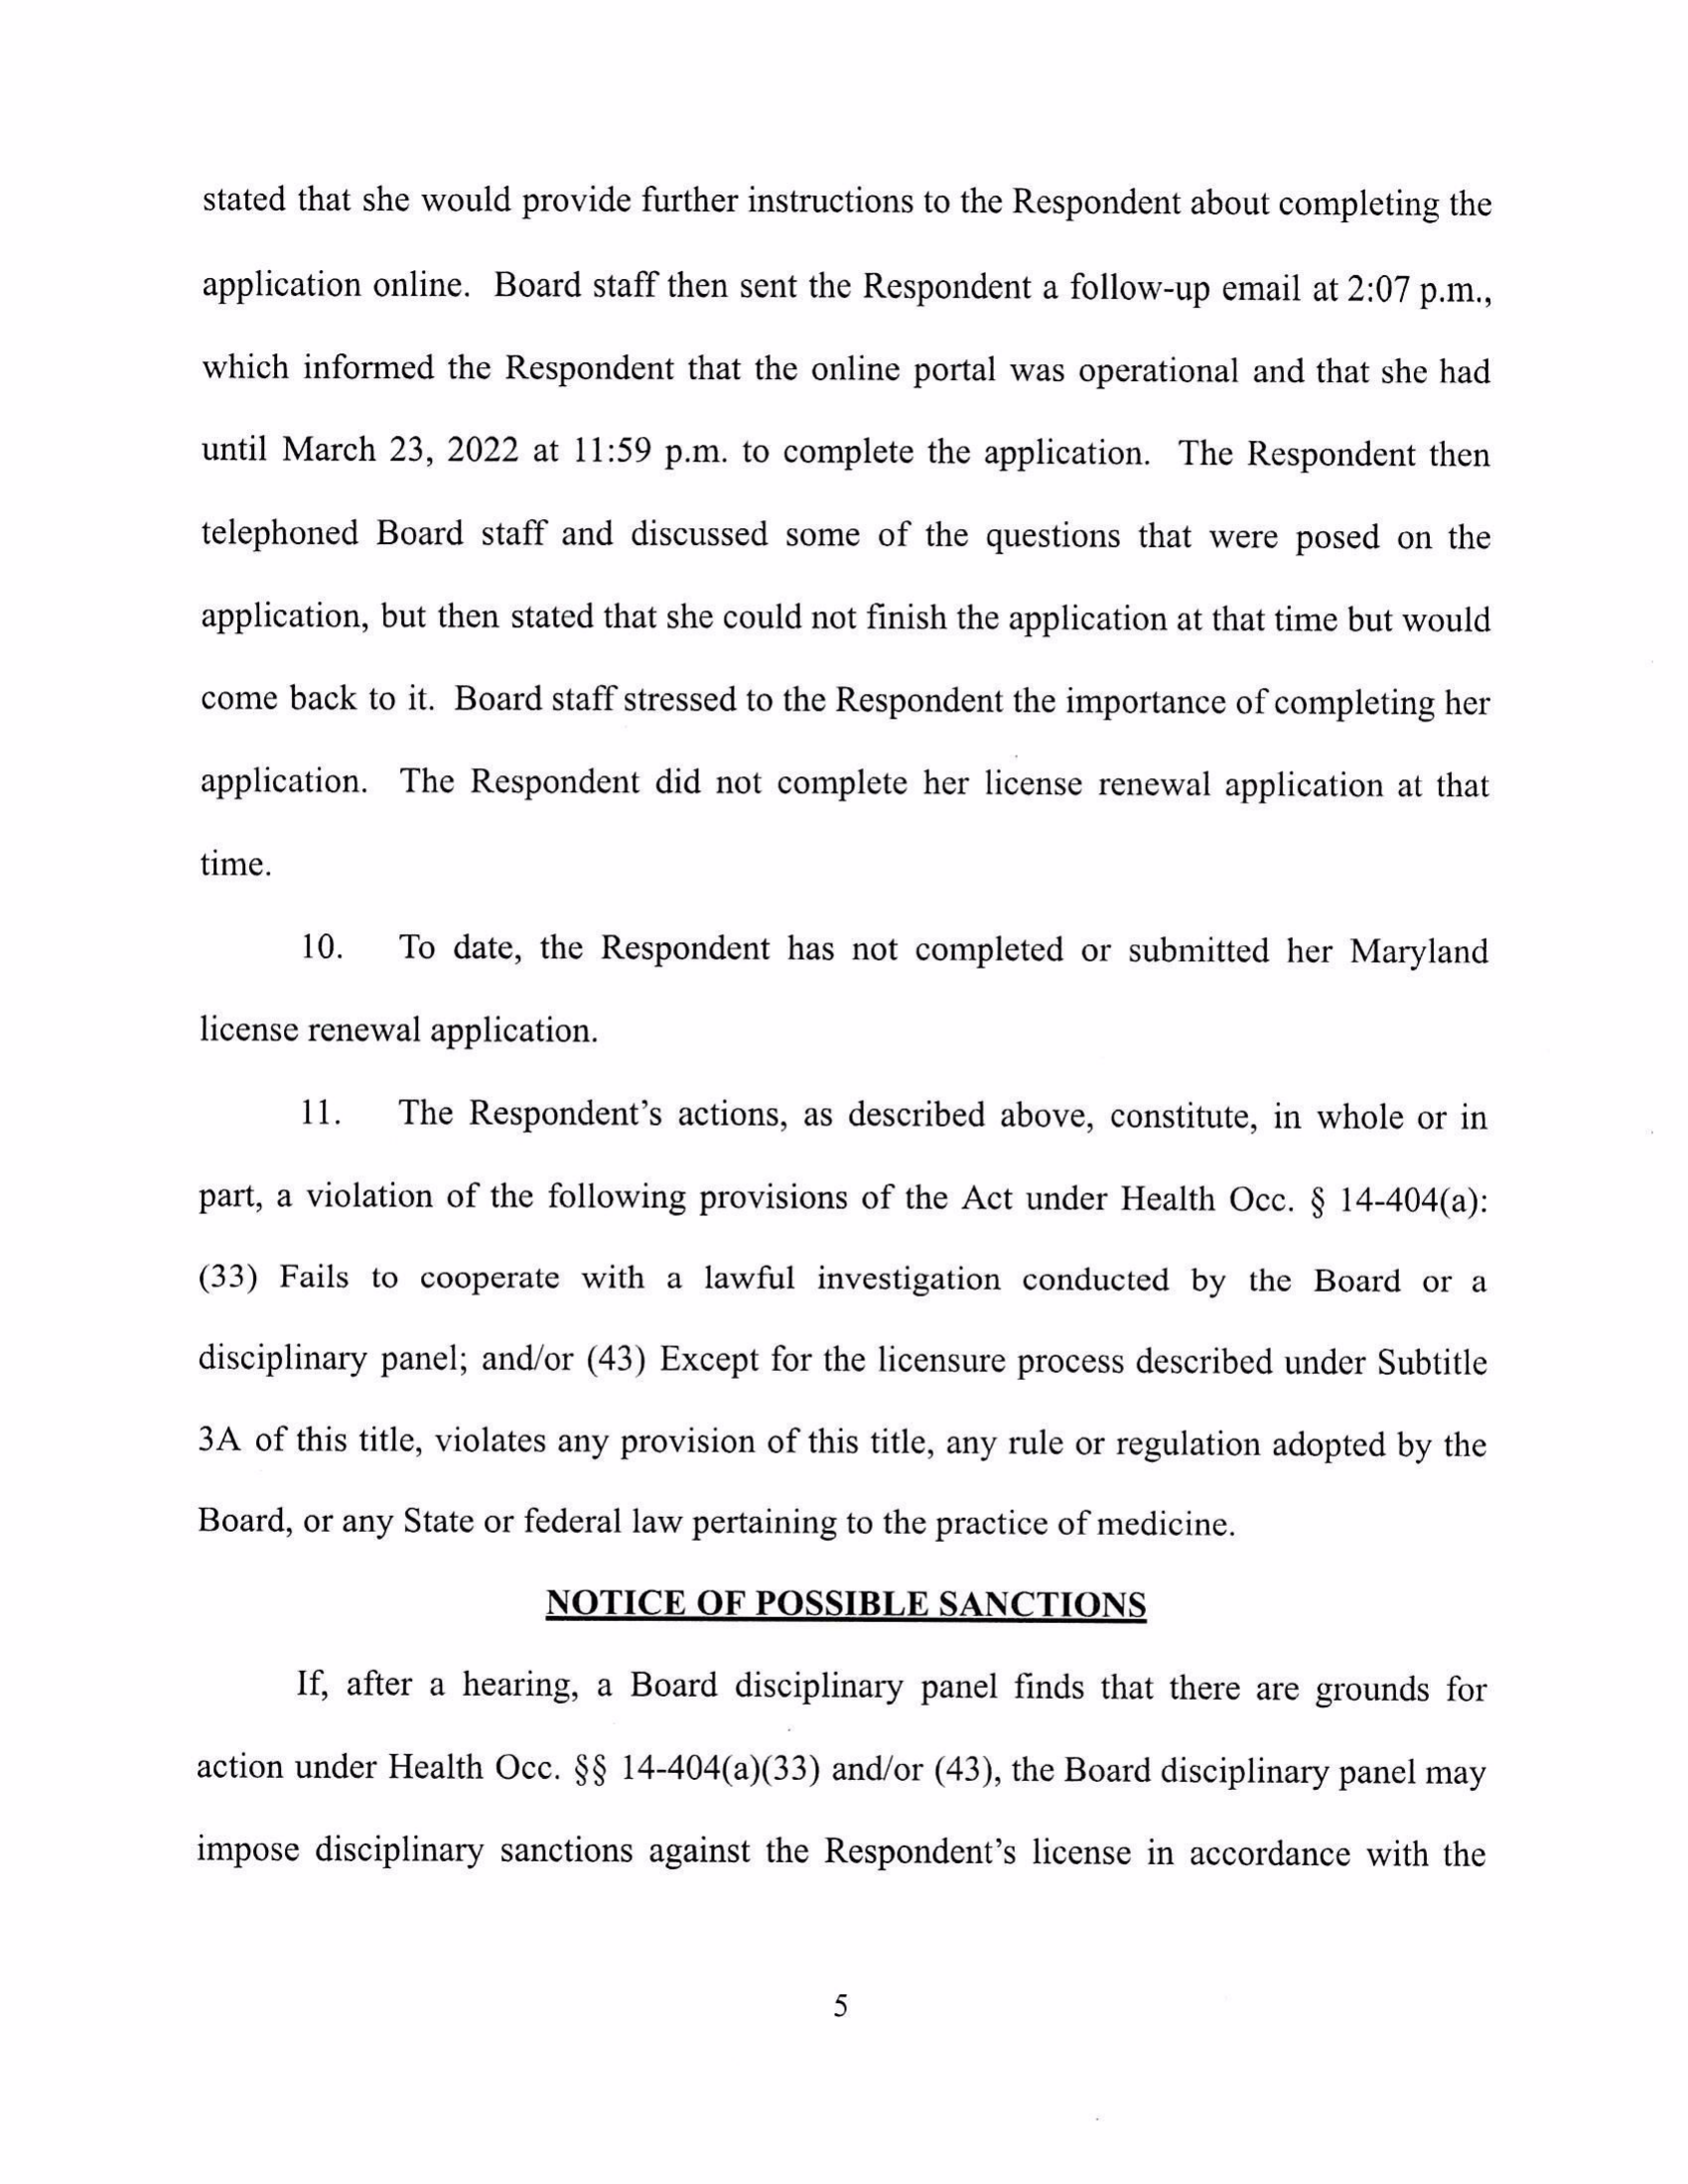 stated that she would provide further instructions to the Respondent about completing the
application online. Board staff then sent the Respondent a follow-up email at 2:07 p.m.,
which informed the Respondent that the online portal was operational and that she had
until March 23, 2022 at 11:59 p.m. to complete the application. The Respondent then
telephoned Board staff and discussed some of the questions that were posed on the
application, but then stated that she could not finish the application at that time but would
come back to it. Board staff stressed to the Respondent the importance of completing her
application. The Respondent did not complete her license renewal application at that
time.
10. To date, the Respondent has not completed or submitted her Maryland
license renewal application.
11. The Respondent’s actions, as described above, constitute, in whole or in
part, a violation of the following provisions of the Act under Health Occ. § 14-404(a):
(33) Fails to cooperate with a lawful investigation conducted by the Board or a
disciplinary panel; and/or (43) Except for the licensure process described under Subtitle
3A of this title, violates any provision of this title, any rule or regulation adopted by the
Board, or any State or federal law pertaining to the practice of medicine.
NOTICE OF POSSIBLE SANCTIONS
If, after a hearing, a Board disciplinary panel finds that there are grounds for
action under Health Occ. §§ 14-404(a)(33) and/or (43), the Board disciplinary panel may
impose disciplinary sanctions against the Respondent’s license in accordance with the
5